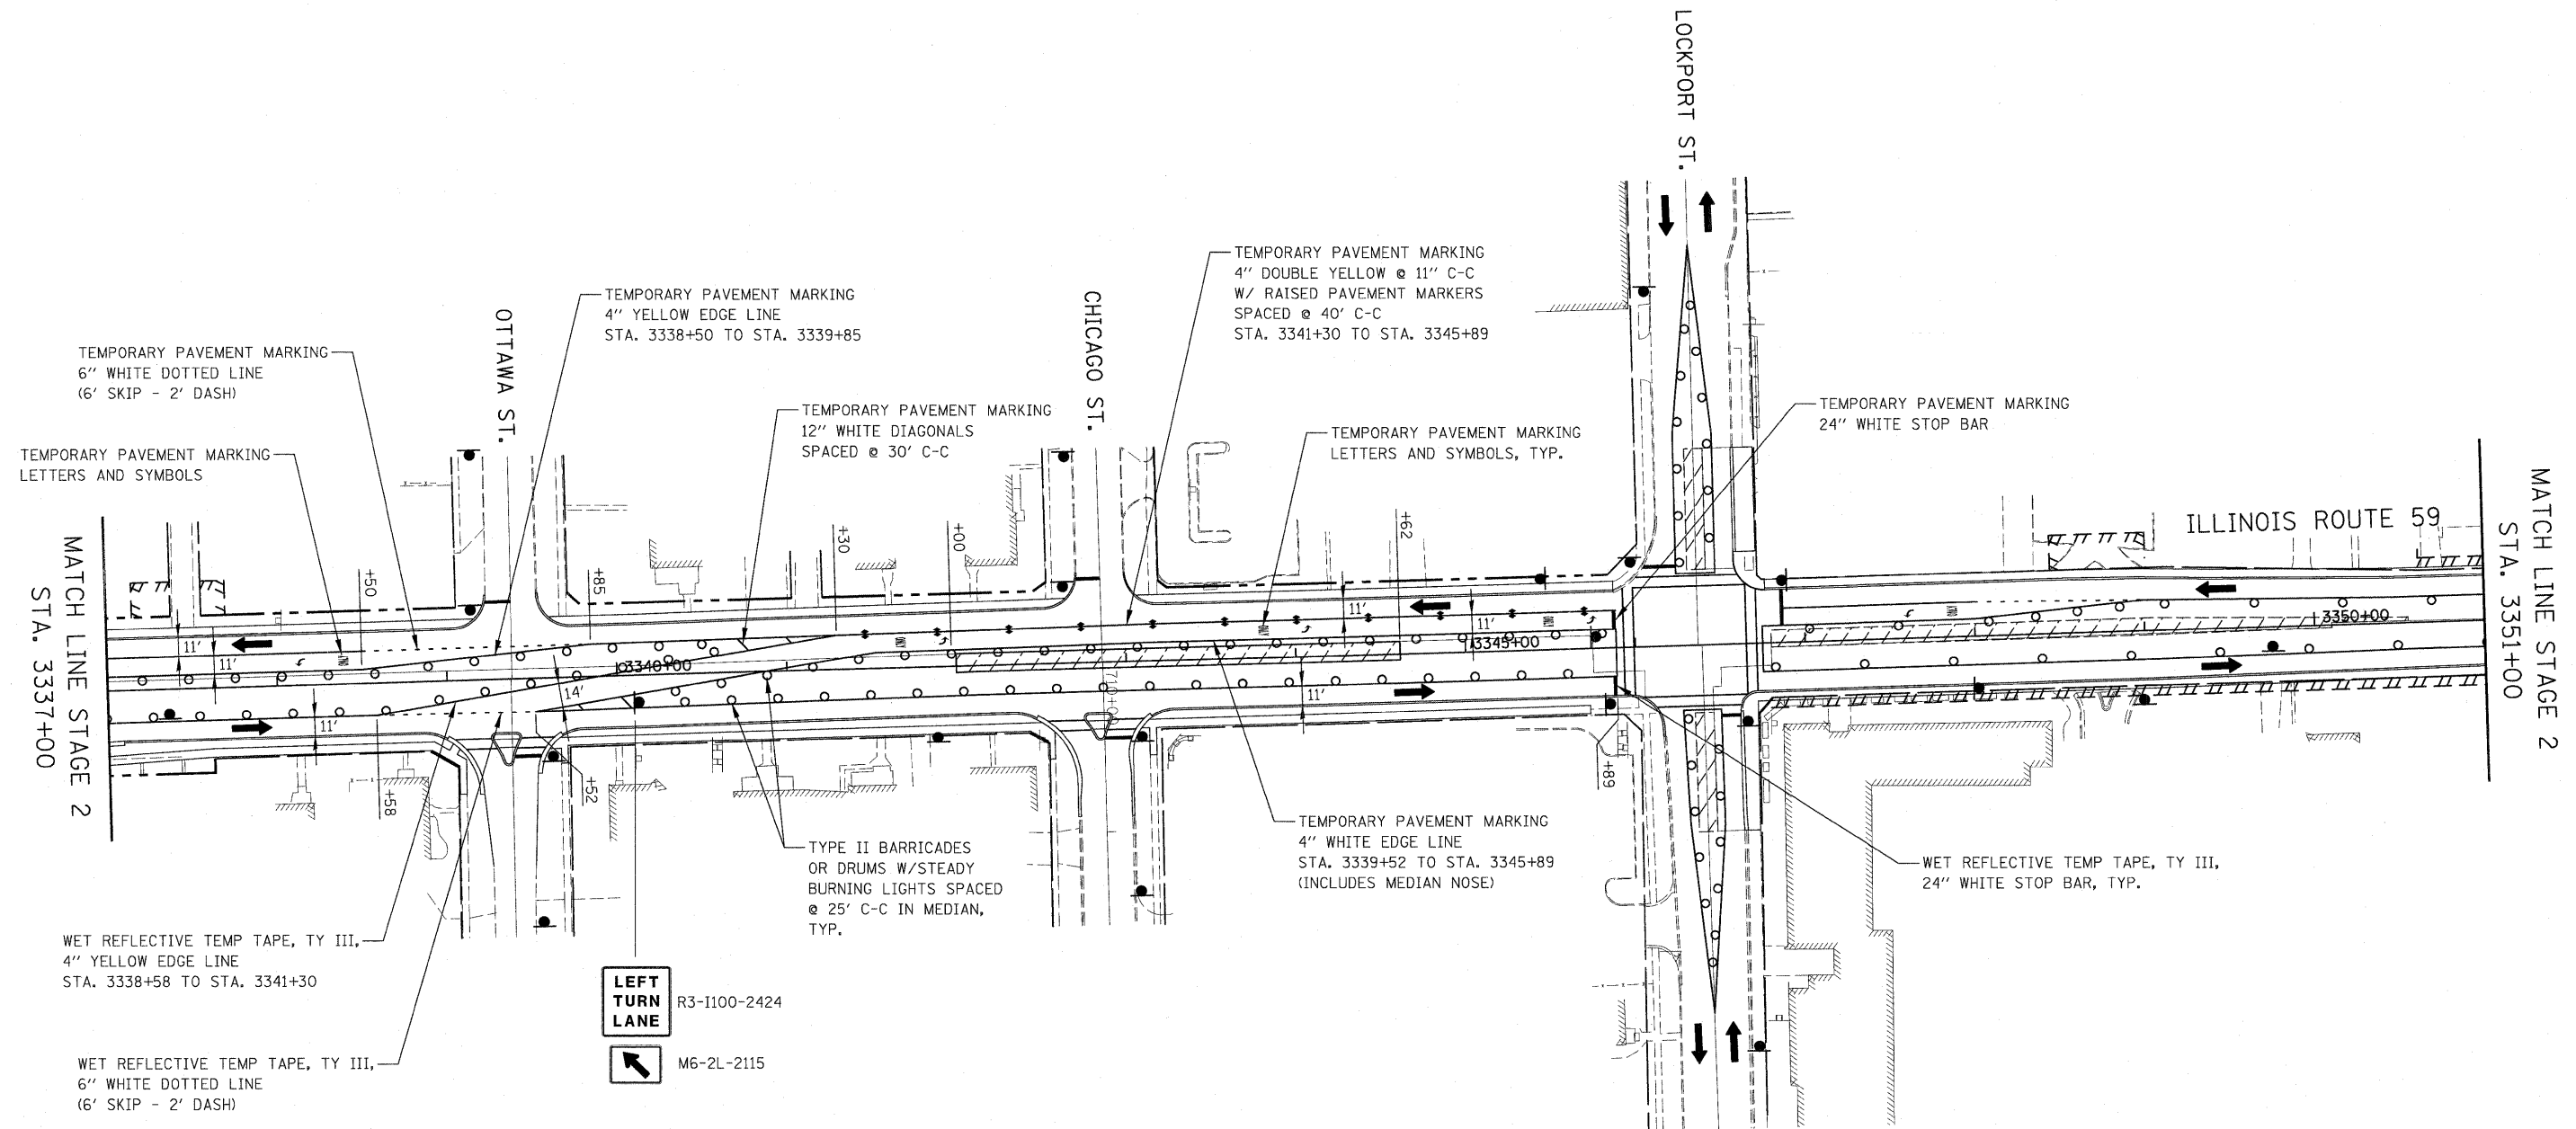 LOCKPORT ST.
TEMPORARY PAVEMENT MARKING
4" DOUBLE YELLOW @ 11" C-C
W/ RAISED PAVEMENT MARKERS
SPACED @ 40' C-C
STA. 3341+30 TO STA. 3345+89
TEMPORARY PAVEMENT MARKING
4" YELLOW EDGE LINE
STA. 3338+50 TO STA. 3339+85
OTTAWA ST.
CHICAGO ST.
TEMPORARY PAVEMENT MARKING
6" WHITE DOTTED LINE
(6' SKIP - 2' DASH)
TEMPORARY PAVEMENT MARKING
12" WHITE DIAGONALS
SPACED @ 30' C-C
TEMPORARY PAVEMENT MARKING
24" WHITE STOP BAR
TEMPORARY PAVEMENT MARKING
LETTERS AND SYMBOLS, TYP.
TEMPORARY PAVEMENT MARKING
LETTERS AND SYMBOLS
MATCH LINE STAGE 2
STA. 3337+00
ILLINOIS ROUTE 59
MATCH LINE STAGE 2
STA. 3351+00
+50
+85
+30
+00
+62
11'
11'
11'
11'
11'
11'
14'
3340+00
3345+00
3350+00
+58
+52
+89
TEMPORARY PAVEMENT MARKING
4" WHITE EDGE LINE
STA. 3339+52 TO STA. 3345+89
(INCLUDES MEDIAN NOSE)
TYPE II BARRICADES
OR DRUMS W/STEADY
BURNING LIGHTS SPACED
@ 25' C-C IN MEDIAN,
TYP.
WET REFLECTIVE TEMP TAPE, TY III,
24" WHITE STOP BAR, TYP.
WET REFLECTIVE TEMP TAPE, TY III,
4" YELLOW EDGE LINE
STA. 3338+58 TO STA. 3341+30
LEFT
TURN
LANE
R3-I100-2424
M6-2L-2115
WET REFLECTIVE TEMP TAPE, TY III,
6" WHITE DOTTED LINE
(6' SKIP - 2' DASH)